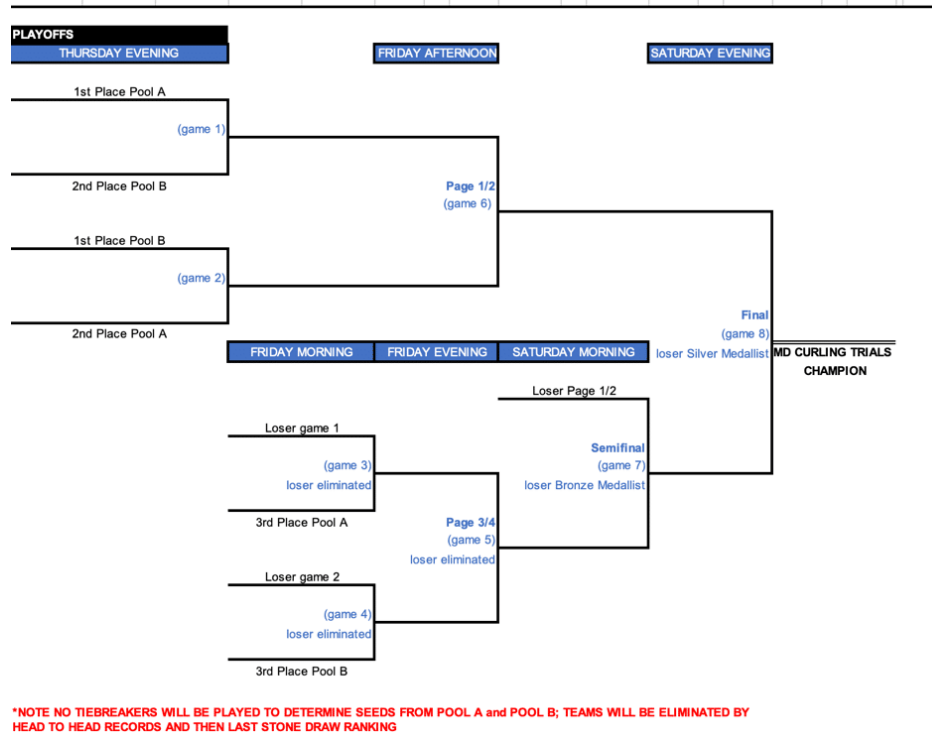 PLAYOFFS
THURSDAY EVENING
FRIDAY AFTERNOON
SATURDAY EVENING
1st Place Pool A
(game 1)
2nd Place Pool B
Page 1/2
(game 6)
1st Place Pool B
(game 2)
2nd Place Pool A
Final
(game 8)
loser Silver Medallist
MD CURLING TRIALS
CHAMPION
FRIDAY MORNING
FRIDAY EVENING
SATURDAY MORNING
Loser Page 1/2
Loser game 1
Semifinal
(game 7)
loser Bronze Medallist
(game 3)
loser eliminated
3rd Place Pool A
Page 3/4
(game 5)
loser eliminated
Loser game 2
(game 4)
loser eliminated
3rd Place Pool B
*NOTE NO TIEBREAKERS WILL BE PLAYED TO DETERMINE SEEDS FROM POOL A and POOL B; TEAMS WILL BE ELIMINATED BY
HEAD TO HEAD RECORDS AND THEN LAST STONE DRAW RANKING